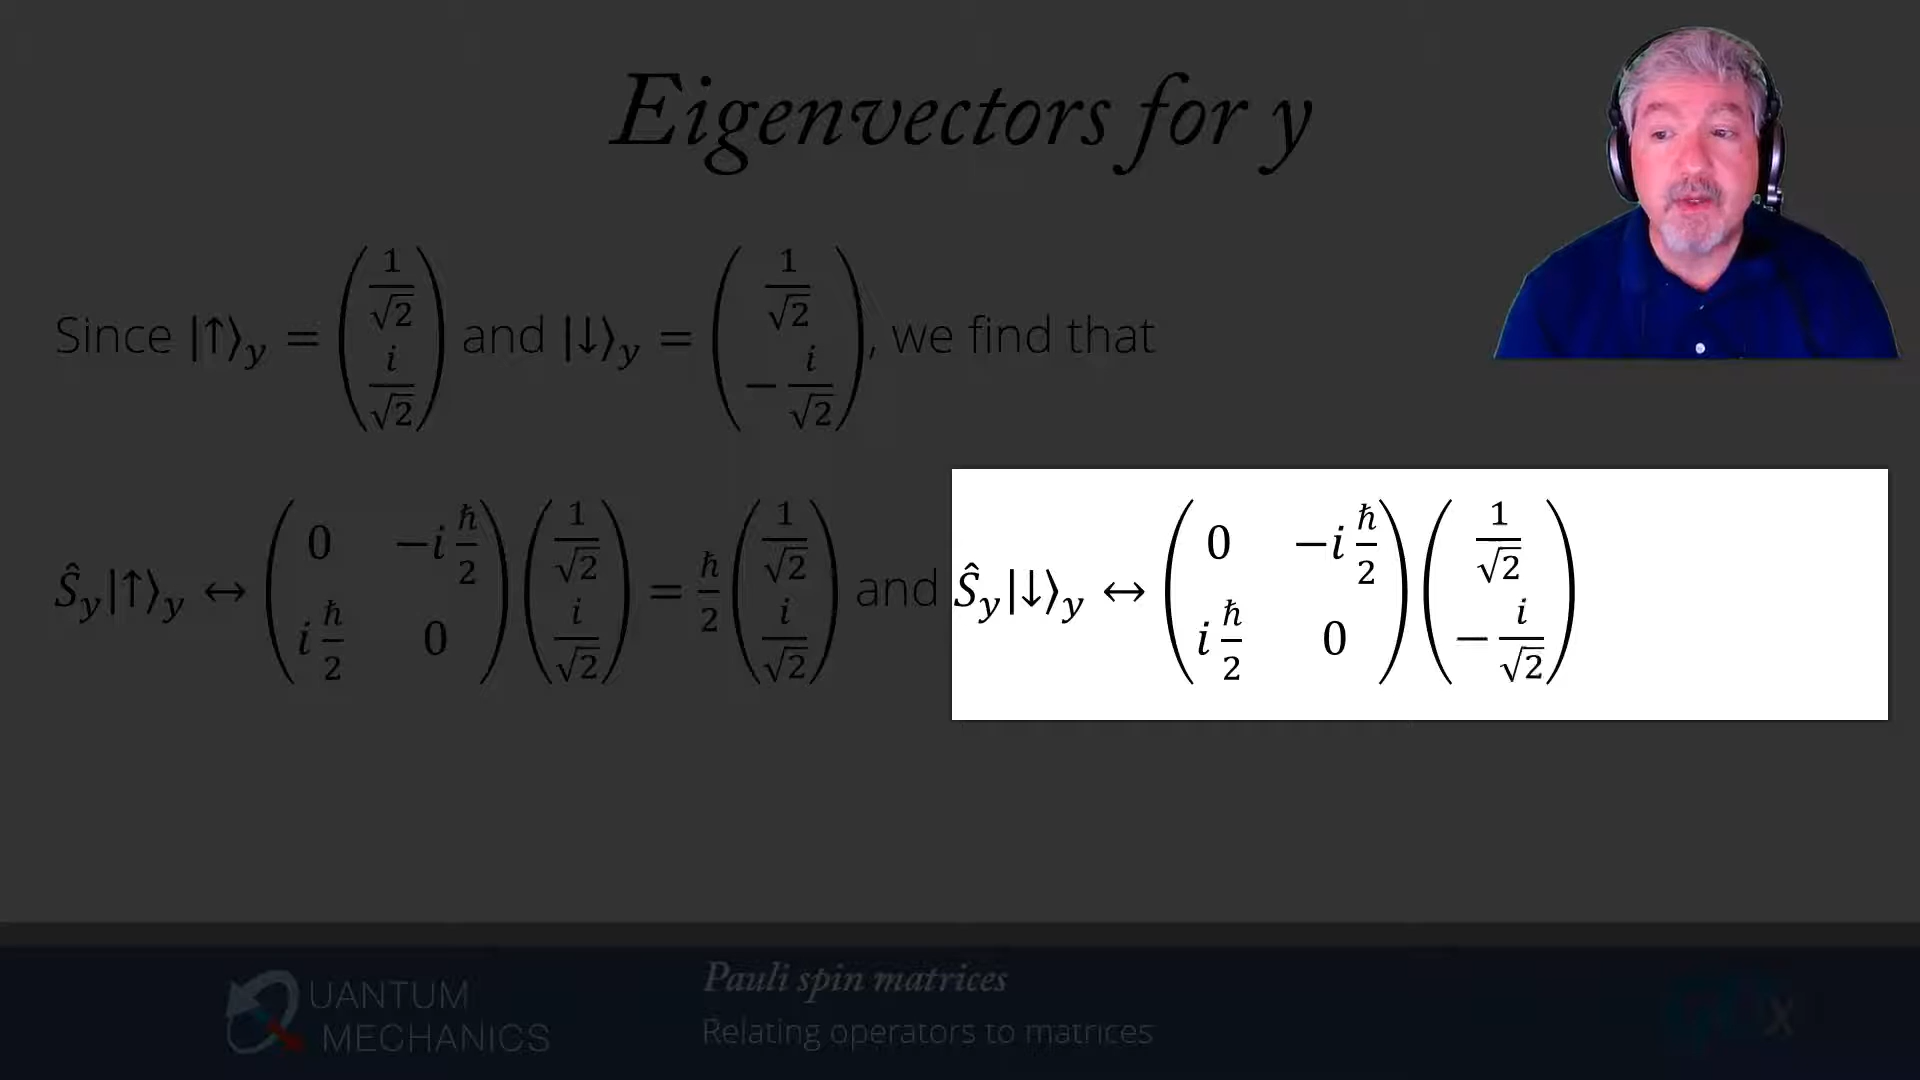 Eigenvectors for y
Since |↑⟩_y = (1/√2, i/√2) and |↓⟩_y = (1/√2, −i/√2), we find that
Ŝ_y|↑⟩_y ↔ (0, −i ħ/2; i ħ/2, 0)(1/√2, i/√2) = ħ/2 (1/√2, i/√2) and Ŝ_y|↓⟩_y ↔ (0, −i ħ/2; i ħ/2, 0)(1/√2, −i/√2)
QUANTUM
MECHANICS
Pauli spin matrices
Relating operators to matrices